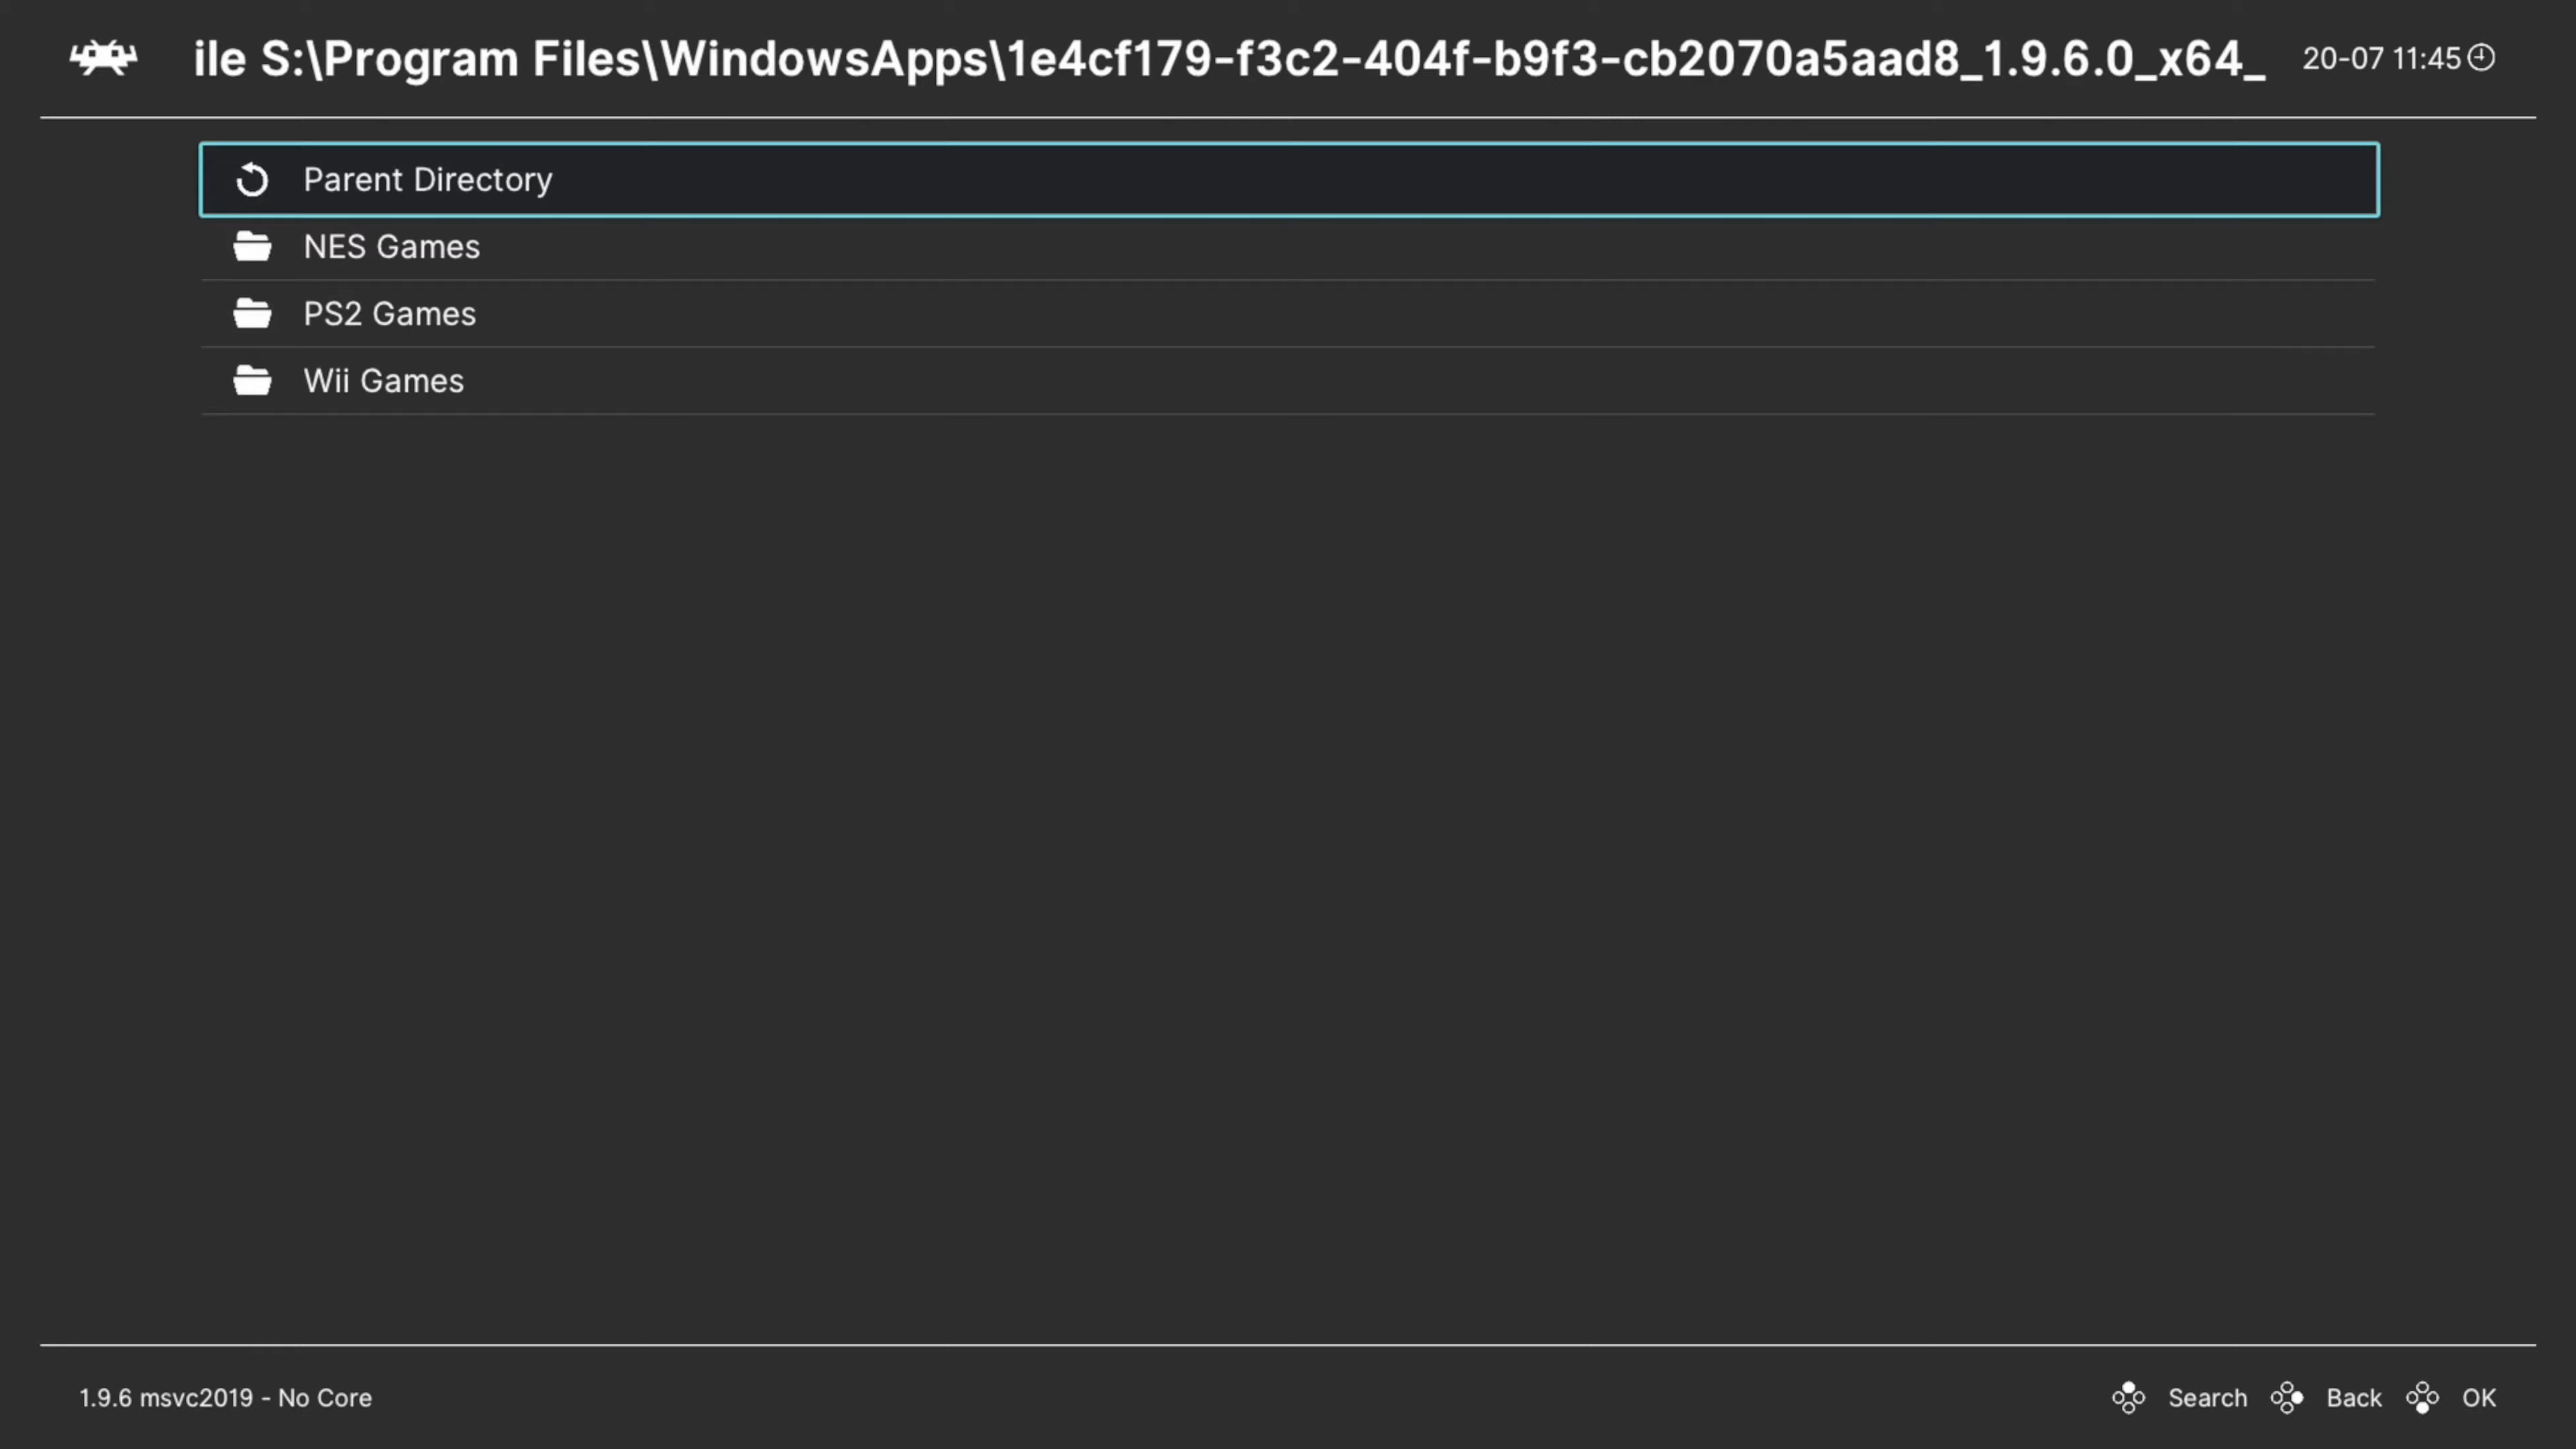 ile S:\Program Files\WindowsApps\1e4cf179-f3c2-404f-b9f3-cb2070a5aad8_1.9.6.0_x64_ 20-07 11:45
Parent Directory
NES Games
PS2 Games
Wii Games
1.9.6 msvc2019 - No Core Search Back OK